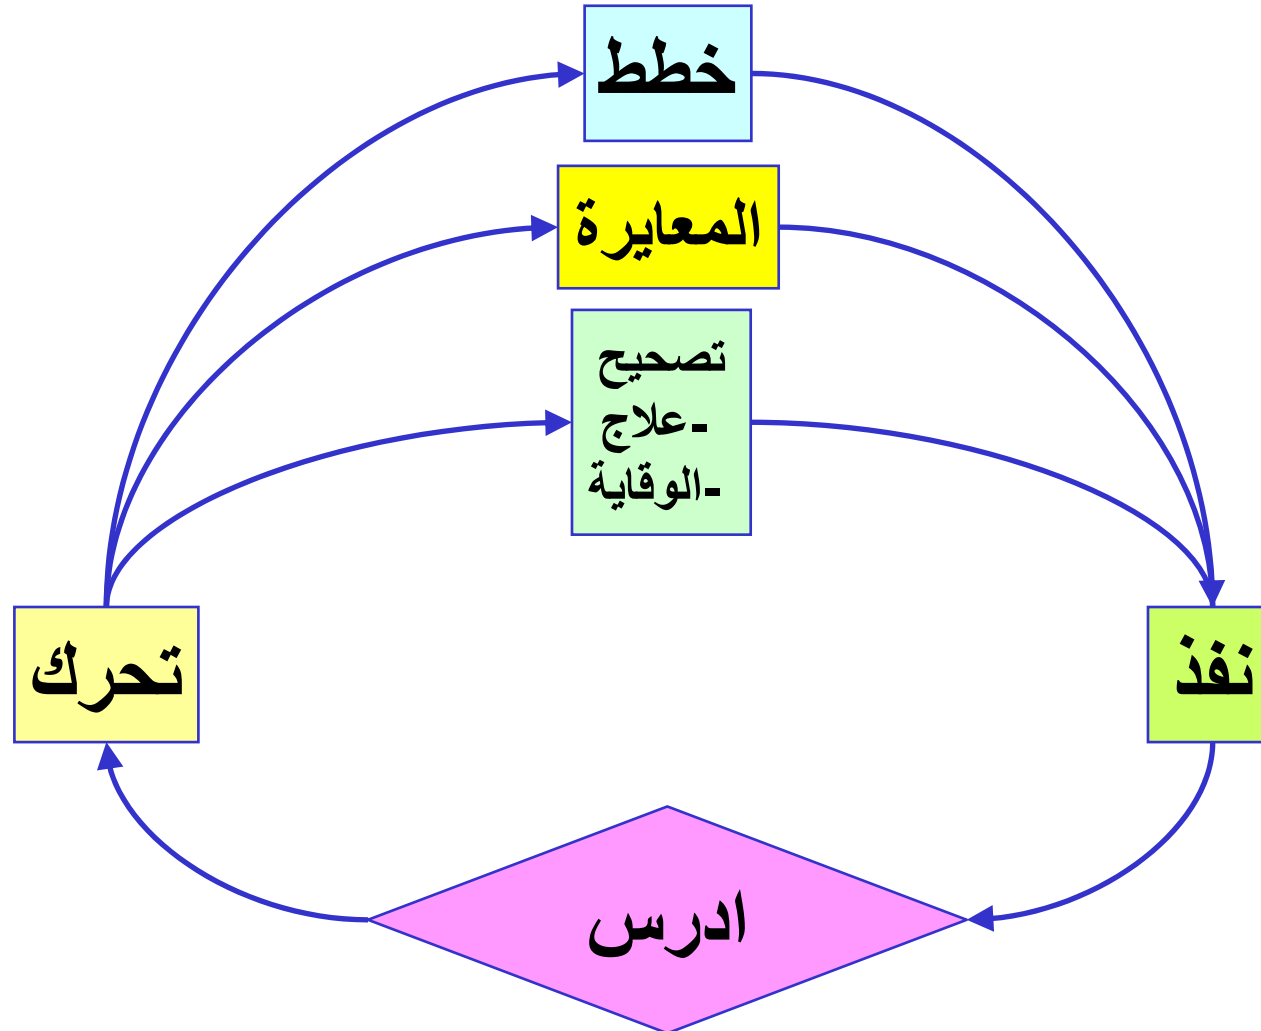 خطط
المعايرة
تصحيح
-علاج
-الوقاية
تحرك
نفذ
ادرس